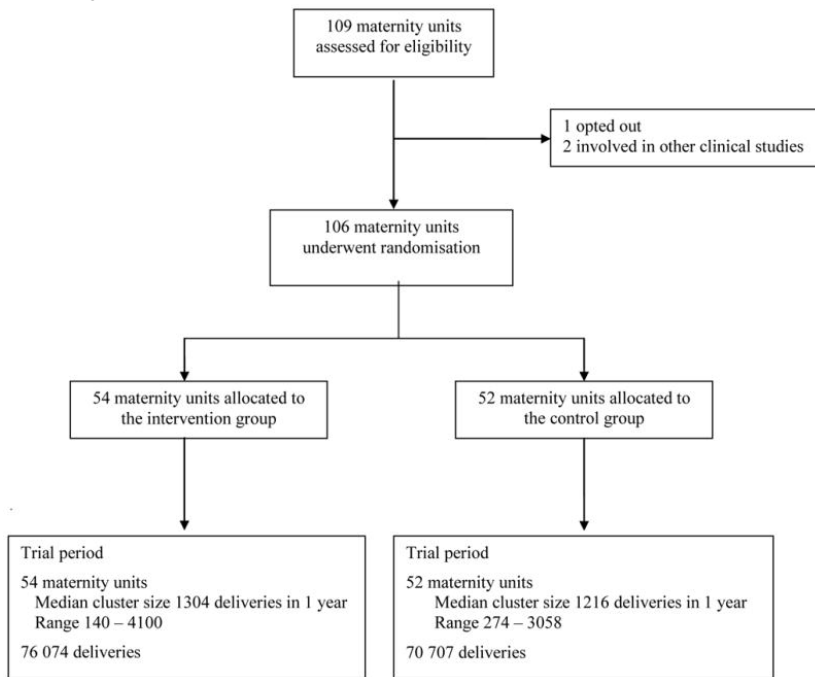 109 maternity units
assessed for eligibility
1 opted out
2 involved in other clinical studies
106 maternity units
underwent randomisation
54 maternity units allocated to
the intervention group
52 maternity units allocated to
the control group
Trial period
54 maternity units
Median cluster size 1304 deliveries in 1 year
Range 140 – 4100
76 074 deliveries
Trial period
52 maternity units
Median cluster size 1216 deliveries in 1 year
Range 274 – 3058
70 707 deliveries